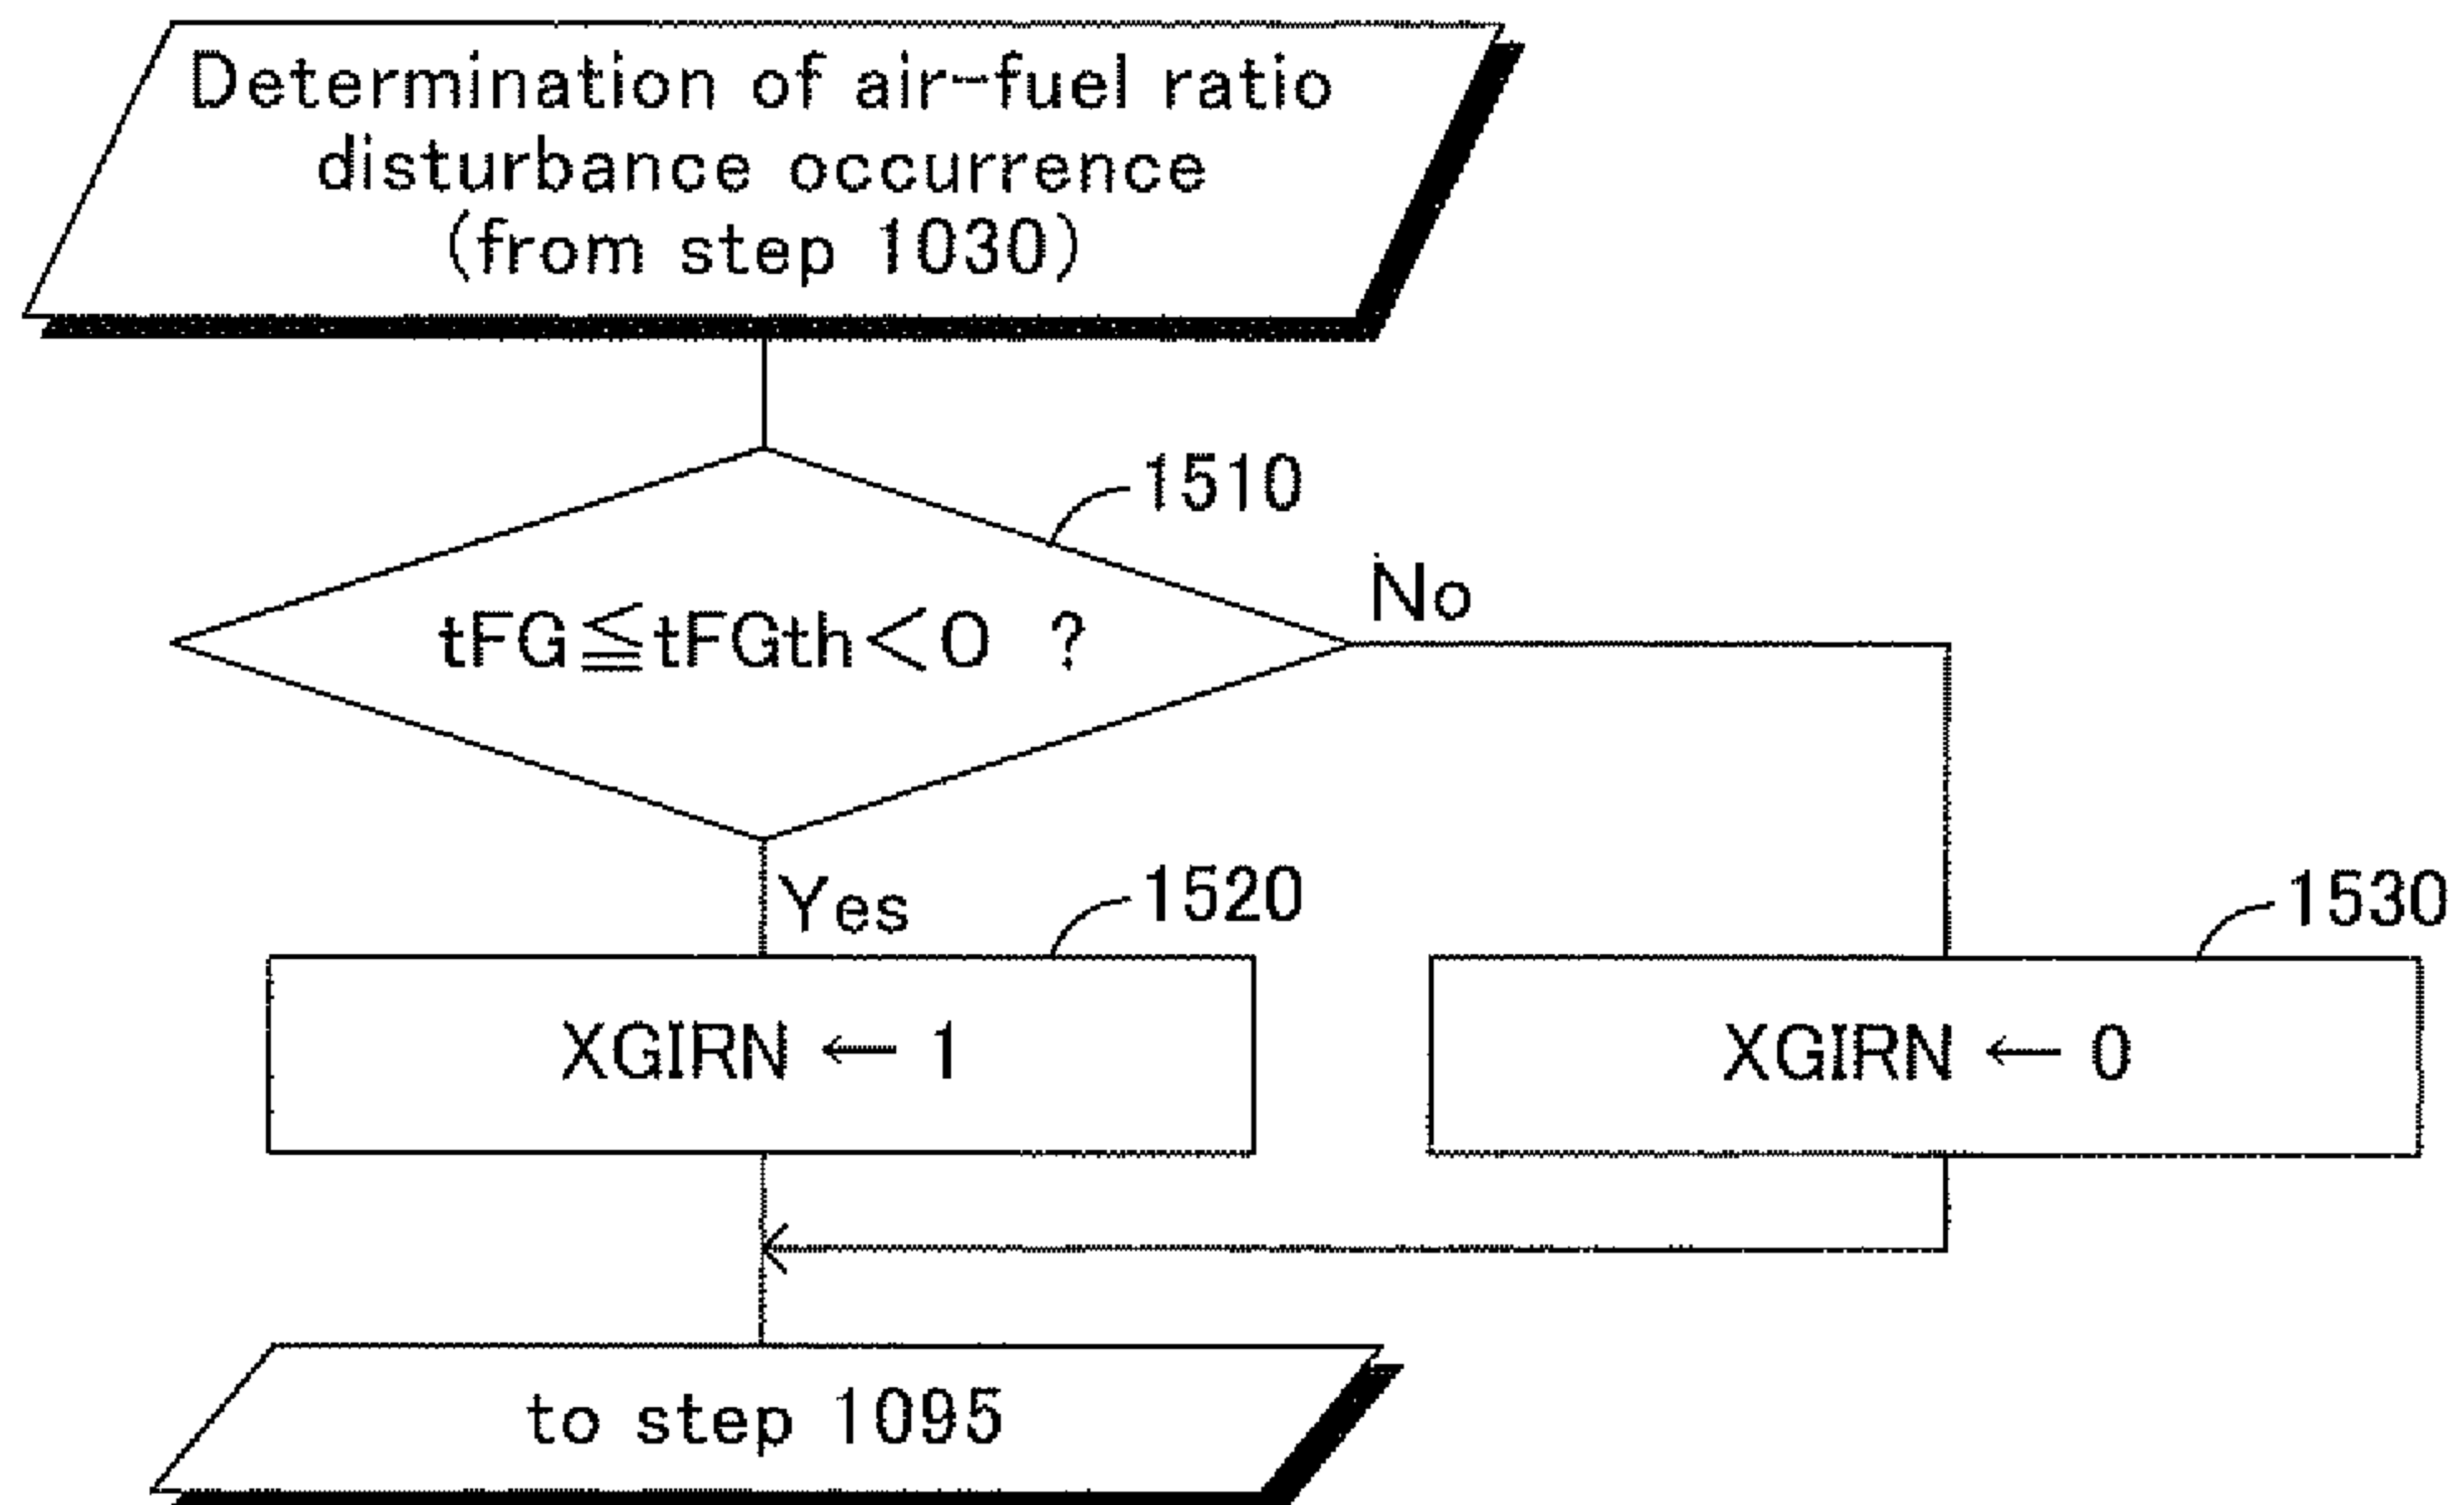 Determination of air-fuel ratio
disturbance occurrence
(from step 1030)
1510
tFG≦tFGth<0 ?
No
Yes
1520
1530
XGIRN ← 1
XGIRN ← 0
to step 1095